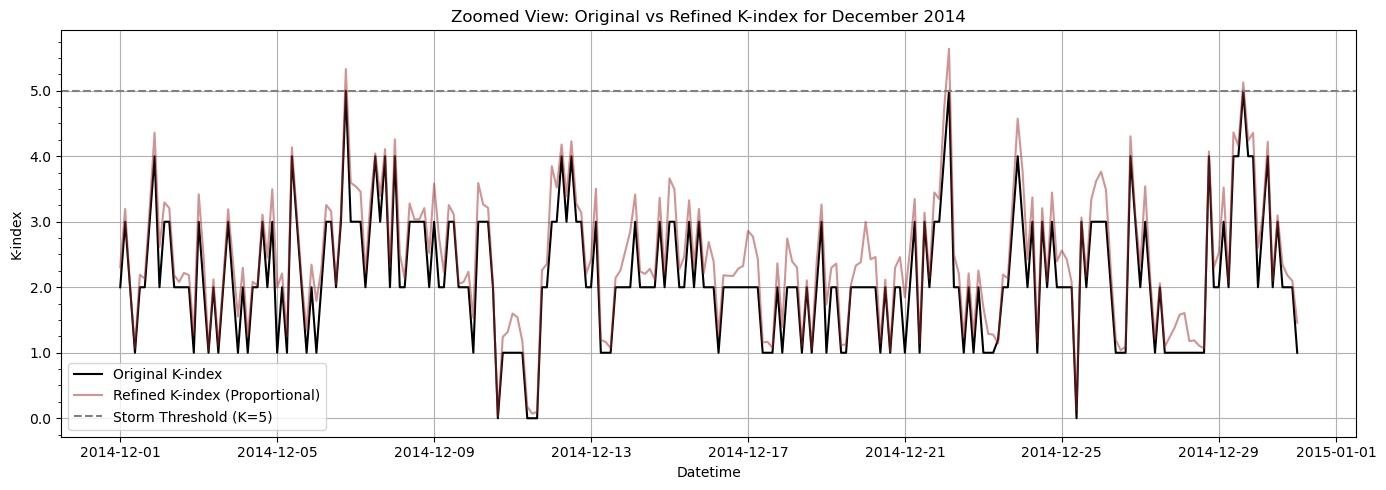 Zoomed View: Original vs Refined K-index for December 2014
K-index
5.0
4.0
3.0
2.0
1.0
0.0
Original K-index
Refined K-index (Proportional)
Storm Threshold (K=5)
2014-12-01
2014-12-05
2014-12-09
2014-12-13
2014-12-17
2014-12-21
2014-12-25
2014-12-29
2015-01-01
Datetime